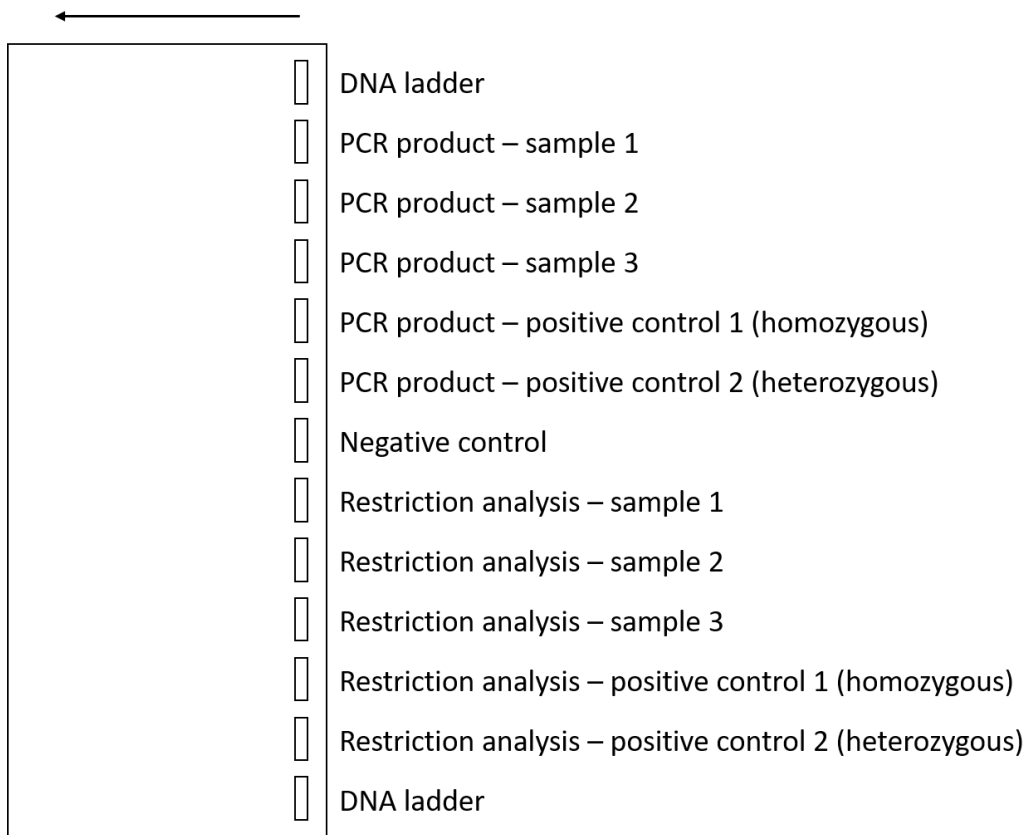 DNA ladder
PCR product – sample 1
PCR product – sample 2
PCR product – sample 3
PCR product – positive control 1 (homozygous)
PCR product – positive control 2 (heterozygous)
Negative control
Restriction analysis – sample 1
Restriction analysis – sample 2
Restriction analysis – sample 3
Restriction analysis – positive control 1 (homozygous)
Restriction analysis – positive control 2 (heterozygous)
DNA ladder